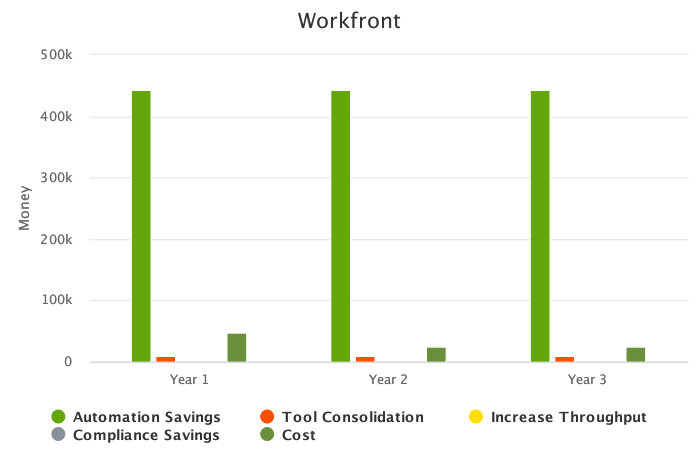 Workfront
500k
400k
300k
200k
100k
0
Money
Year 1 Year 2 Year 3
Automation Savings Tool Consolidation Increase Throughput
Compliance Savings Cost